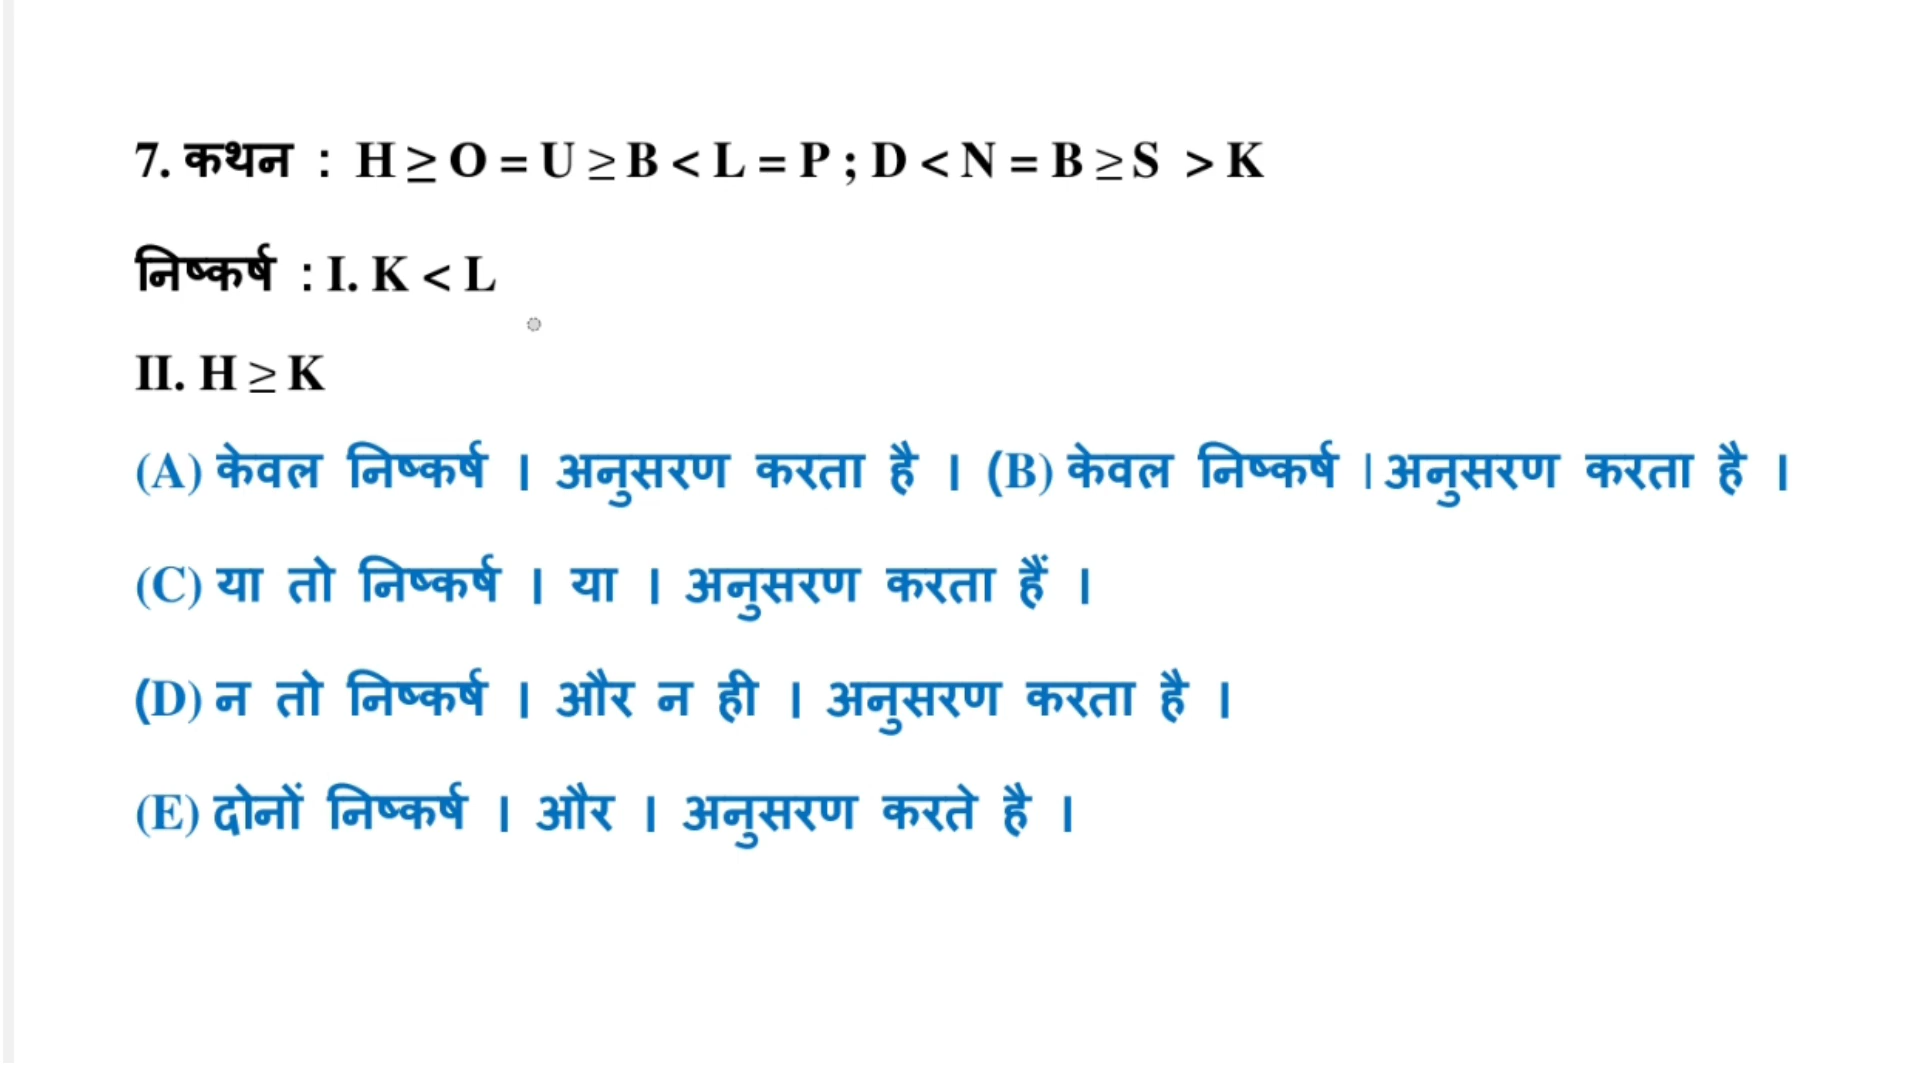 7. कथन : H ≥ O = U ≥ B < L = P ; D < N = B ≥ S > K
निष्कर्ष : I. K < L
II. H ≥ K
(A) केवल निष्कर्ष । अनुसरण करता है । (B) केवल निष्कर्ष । अनुसरण करता है ।
(C) या तो निष्कर्ष । या । अनुसरण करता हैं ।
(D) न तो निष्कर्ष । और न ही । अनुसरण करता है ।
(E) दोनों निष्कर्ष । और । अनुसरण करते है ।